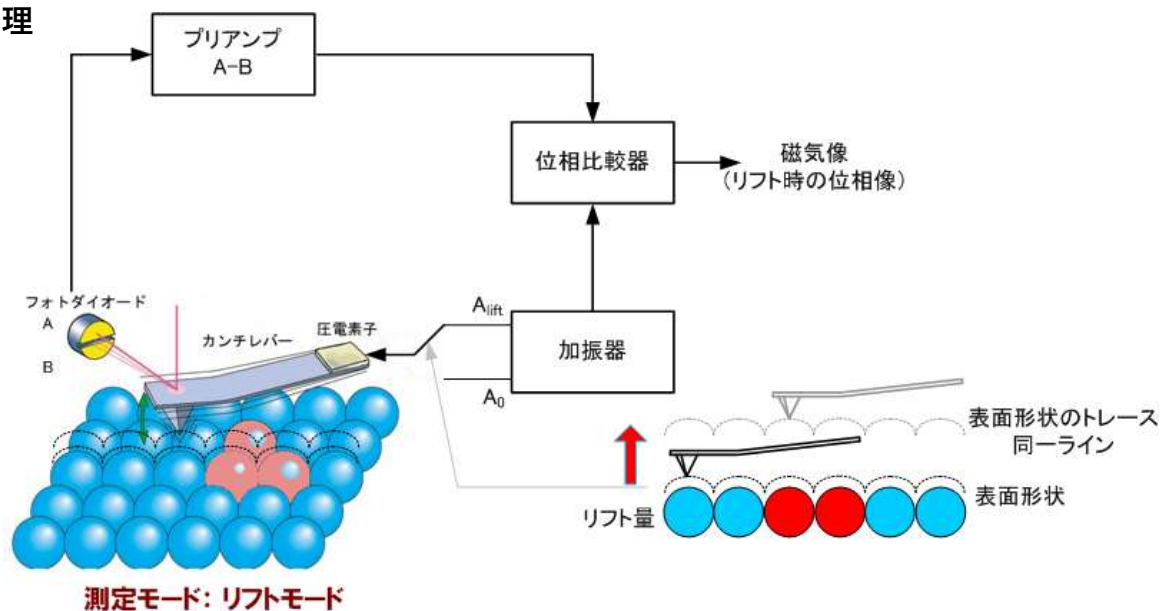 理
プリアンプ
A-B
位相比較器
磁気像
（リフト時の位相像）
フォトダイオード
A
B
カンチレバー
圧電素子
Alift
加振器
A0
表面形状のトレース
同一ライン
表面形状
リフト量
測定モード：リフトモード